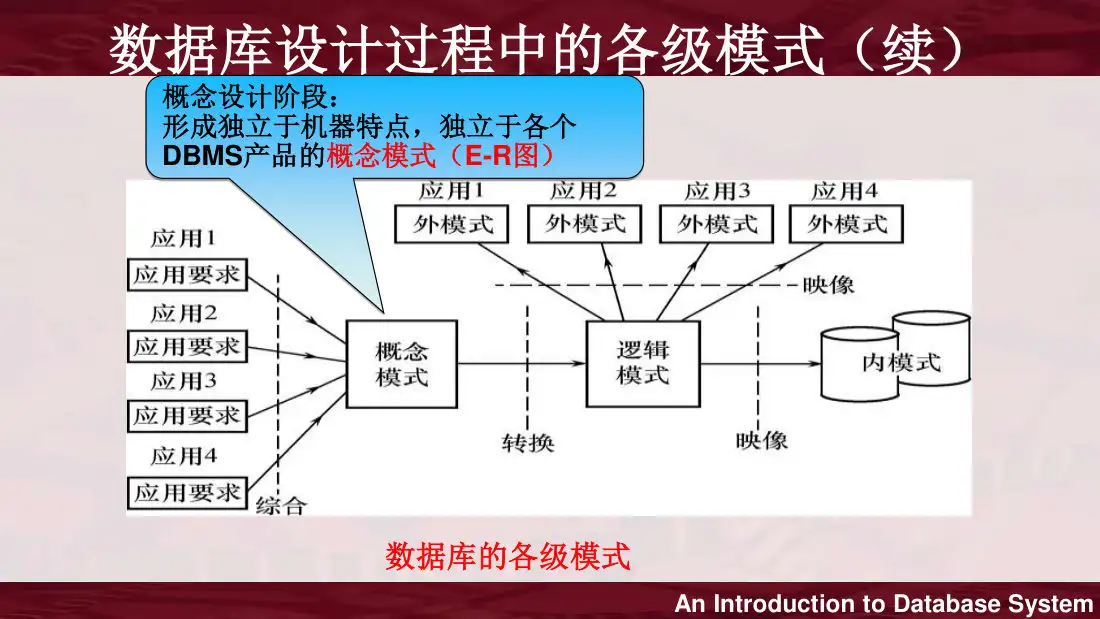 数据库设计过程中的各级模式（续）
概念设计阶段：
形成独立于机器特点，独立于各个
DBMS产品的概念模式（E-R图）
应用1 应用2 应用3 应用4
外模式 外模式 外模式 外模式
应用1
应用要求
映像
应用2
应用要求
概念
模式
逻辑
模式
内模式
应用3
应用要求
转换
映像
应用4
应用要求
综合
数据库的各级模式
An Introduction to Database System